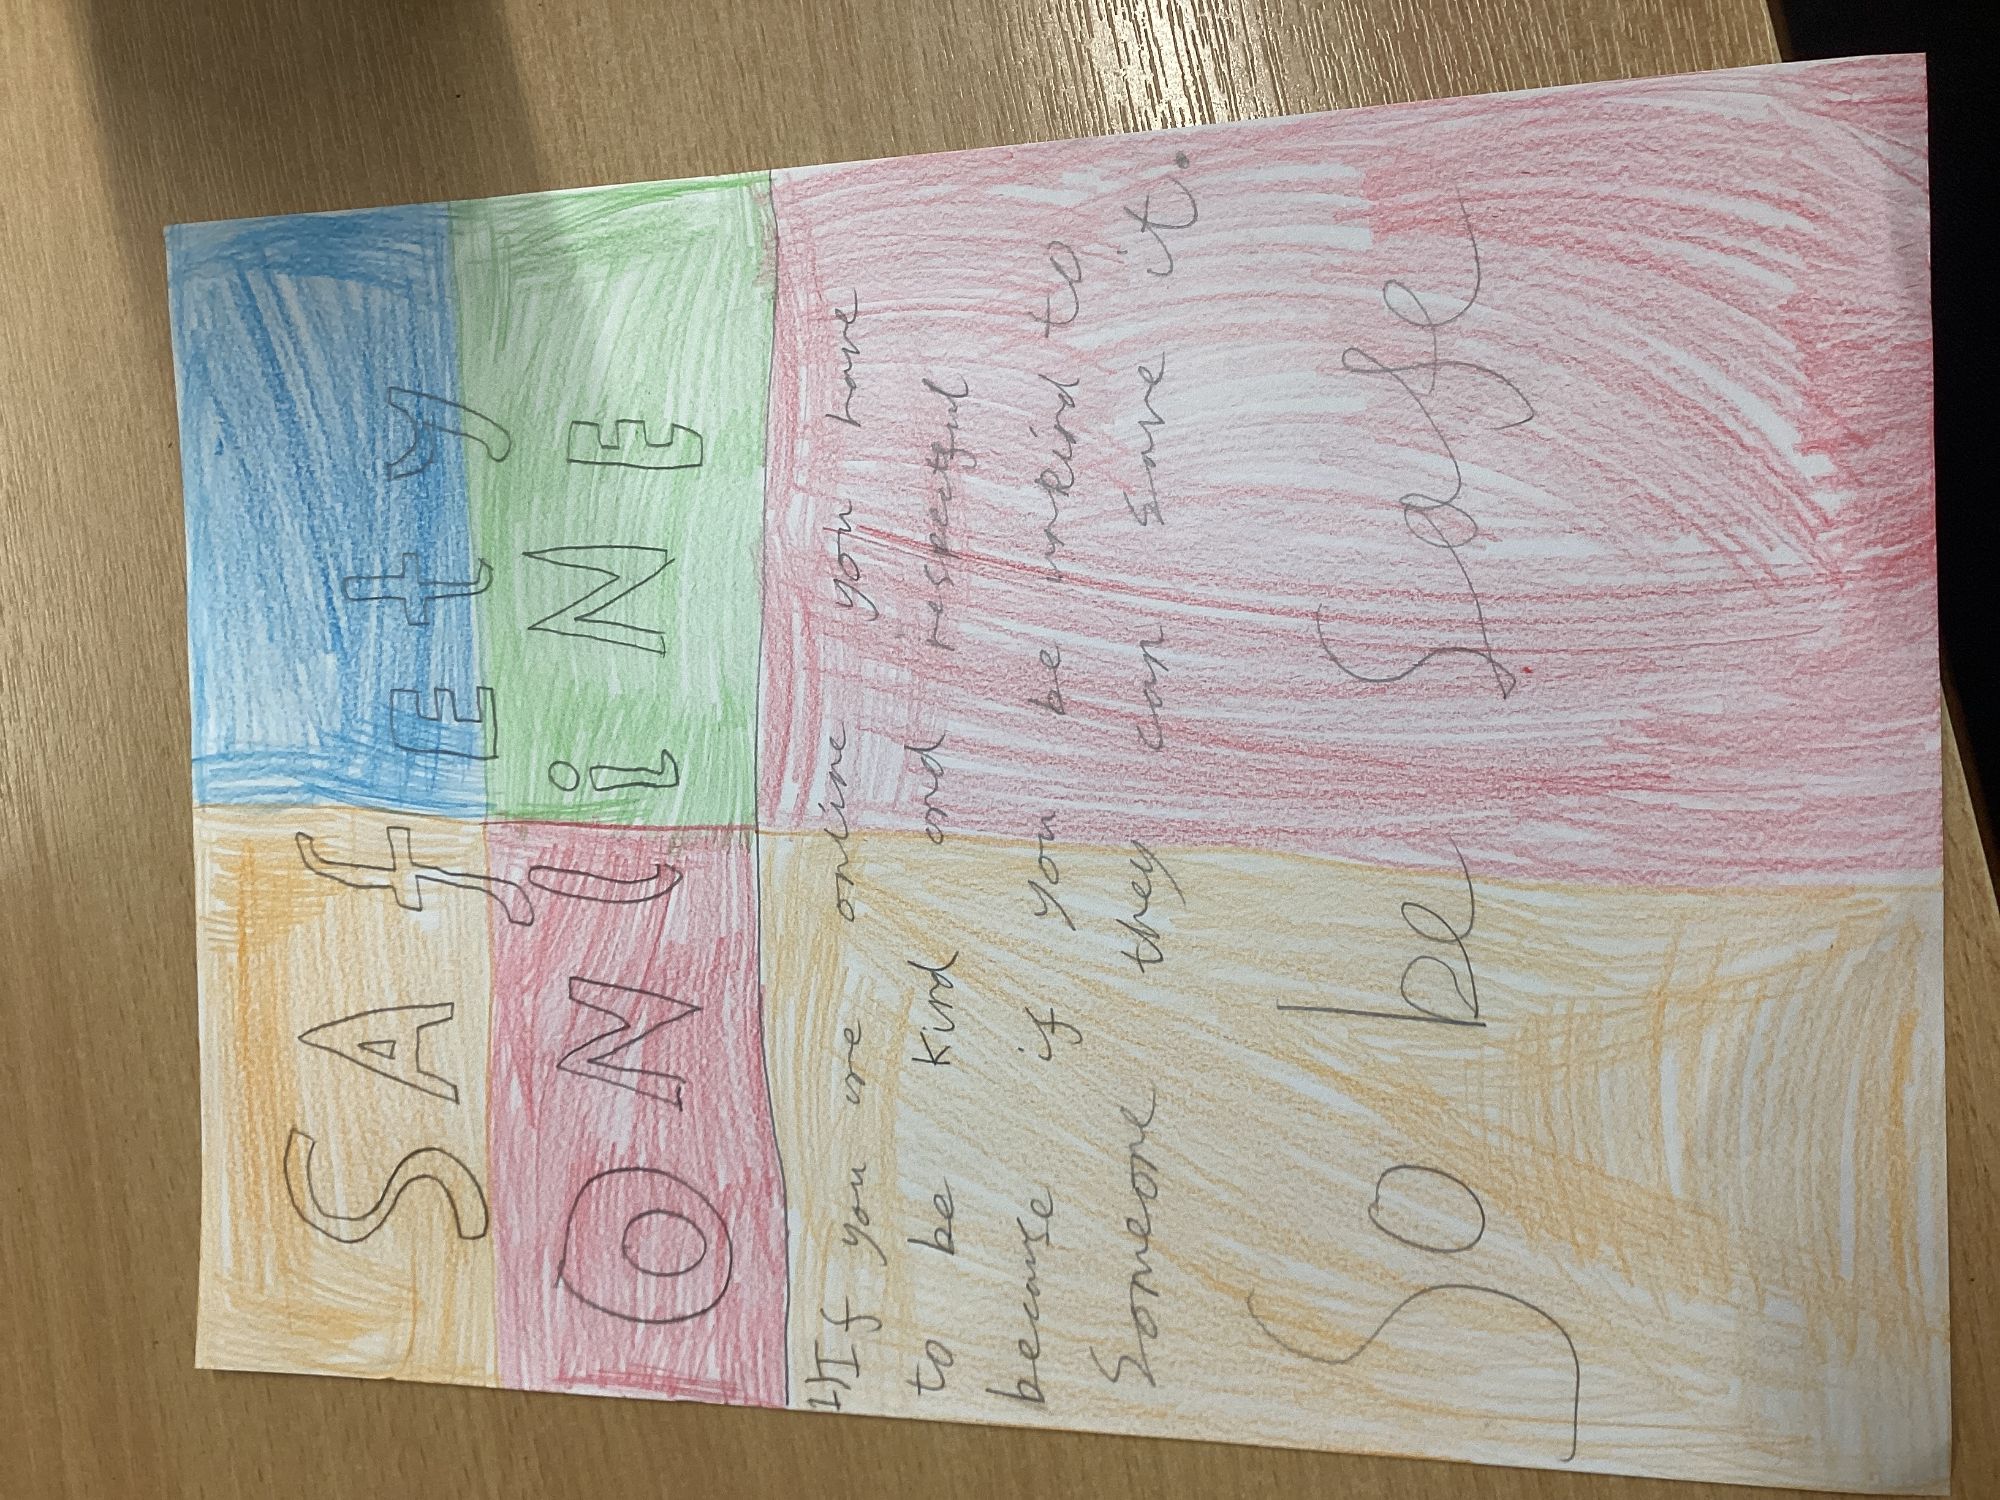 SAfEty
ONliNE
If you are online you have
to be kind and respectful
because if you be unkind to
Someone they can save it.
So be Safe